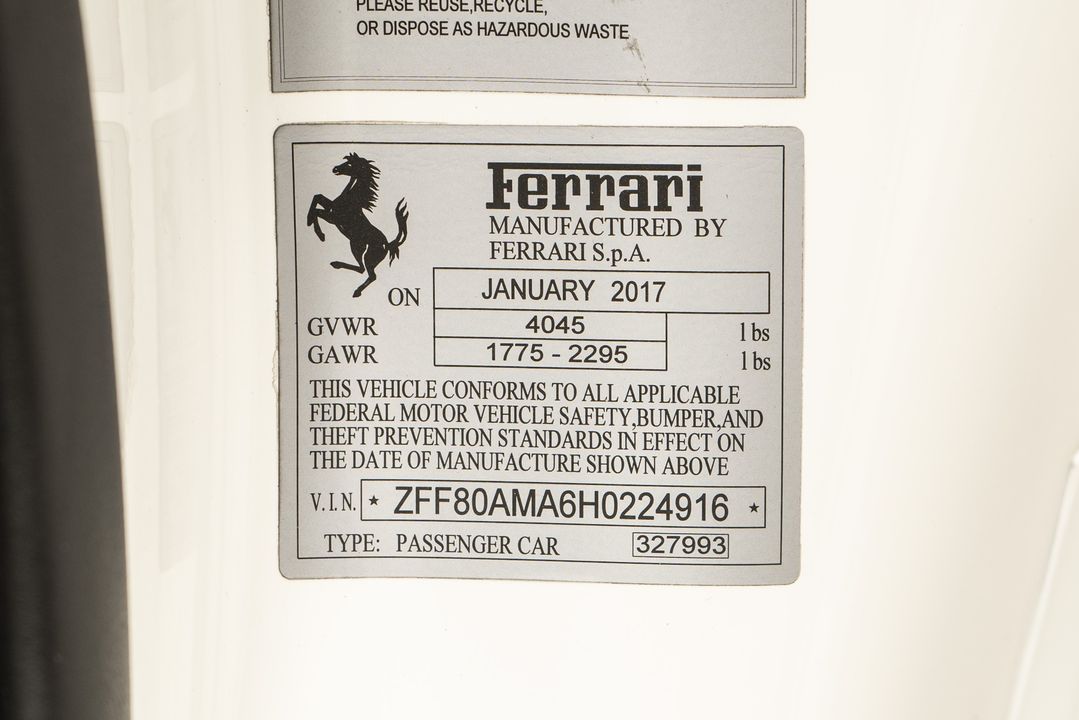 PLEASE REUSE,RECYCLE,
OR DISPOSE AS HAZARDOUS WASTE
Ferrari
MANUFACTURED BY
FERRARI S.p.A.
ON JANUARY 2017
GVWR 4045 lbs
GAWR 1775 - 2295 lbs
THIS VEHICLE CONFORMS TO ALL APPLICABLE
FEDERAL MOTOR VEHICLE SAFETY,BUMPER,AND
THEFT PREVENTION STANDARDS IN EFFECT ON
THE DATE OF MANUFACTURE SHOWN ABOVE
V.I.N. ★ ZFF80AMA6H0224916 ★
TYPE: PASSENGER CAR 327993